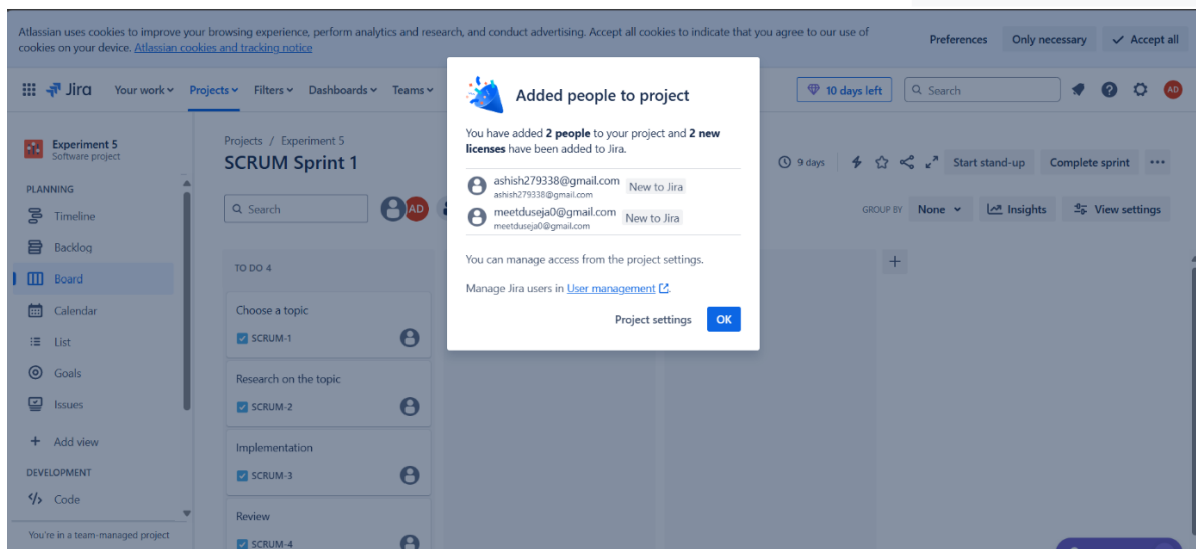 Atlassian uses cookies to improve your browsing experience, perform analytics and research, and conduct advertising. Accept all cookies to indicate that you agree to our use of
cookies on your device. Atlassian cookies and tracking notice
Preferences
Only necessary
Accept all
Jira
Your work
Projects
Filters
Dashboards
Teams
10 days left
Search
AD
Experiment 5
Software project
PLANNING
Timeline
Backlog
Board
Calendar
List
Goals
Issues
Add view
DEVELOPMENT
Code
You're in a team-managed project
Projects / Experiment 5
SCRUM Sprint 1
9 days
Start stand-up
Complete sprint
Search
AD
GROUP BY
None
Insights
View settings
TO DO 4
Choose a topic
SCRUM-1
Research on the topic
SCRUM-2
Implementation
SCRUM-3
Review
SCRUM-4
Added people to project
You have added 2 people to your project and 2 new
licenses have been added to Jira.
ashish279338@gmail.com New to Jira
ashish279338@gmail.com
meetduseja0@gmail.com New to Jira
meetduseja0@gmail.com
You can manage access from the project settings.
Manage Jira users in User management.
Project settings
OK